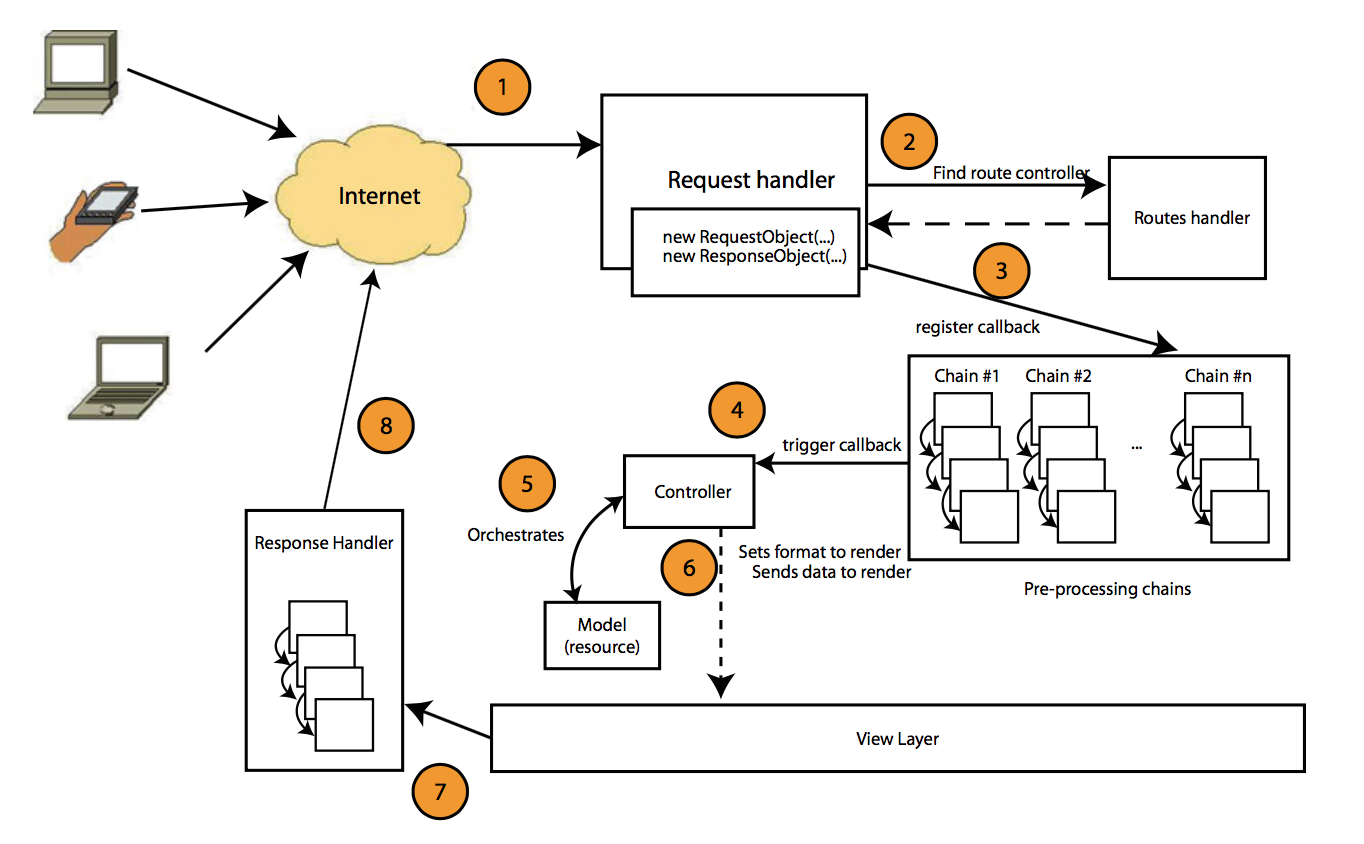 1
Internet
Request handler
new RequestObject(...)
new ResponseObject(...)
2
Find route controller
Routes handler
3
register callback
Chain #1
Chain #2
...
Chain #n
Pre-processing chains
4
trigger callback
Controller
5
Orchestrates
Model
(resource)
6
Sets format to render
Sends data to render
View Layer
7
Response Handler
8